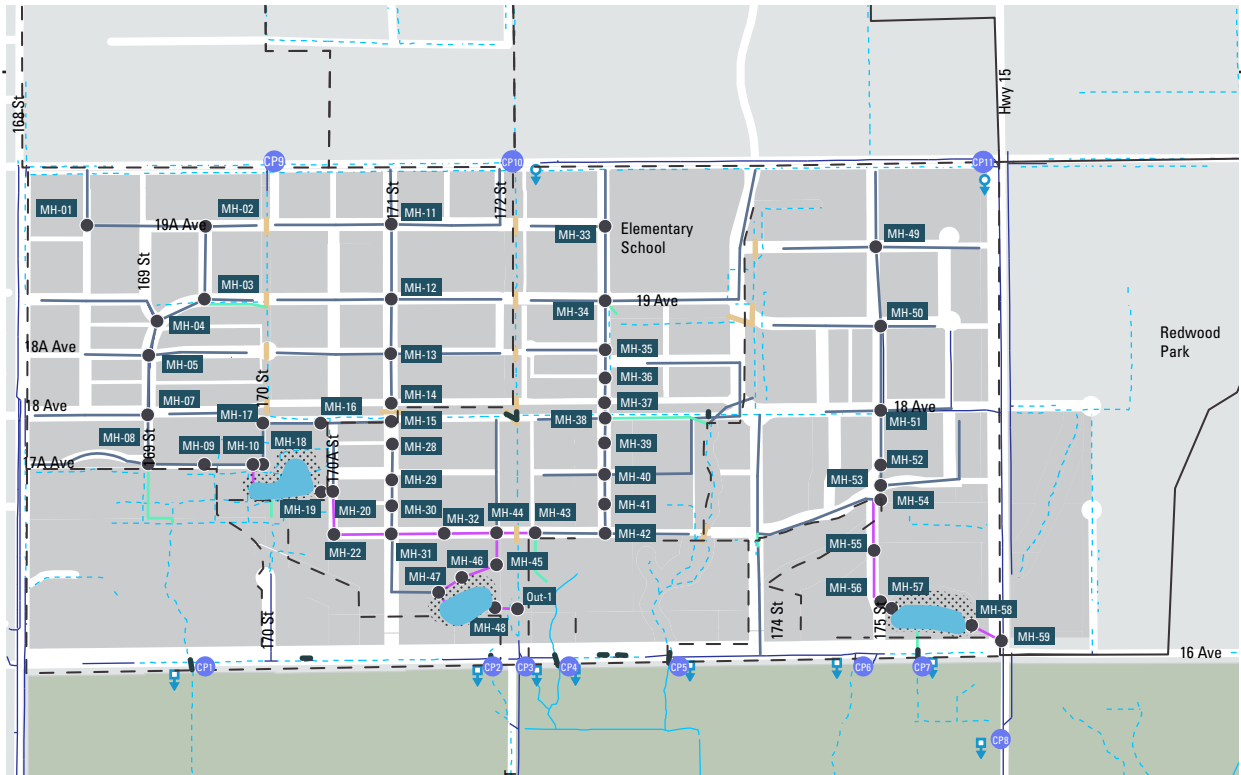 168 St
Hwy 15
CP9
CP10
CP11
MH-01
MH-02
19A Ave
171 St
MH-11
172 St
MH-33
Elementary
School
MH-49
169 St
MH-03
MH-12
19 Ave
MH-34
MH-04
MH-50
Redwood
Park
18A Ave
MH-05
MH-13
MH-35
MH-36
170 St
MH-07
MH-14
MH-37
18 Ave
MH-17
MH-16
MH-15
MH-38
18 Ave
MH-51
MH-08
169 St
MH-09
MH-10
MH-18
170A St
MH-28
MH-39
17A Ave
MH-52
MH-29
MH-40
MH-53
MH-19
MH-20
MH-30
MH-41
MH-54
MH-32
MH-44
MH-43
MH-22
MH-31
MH-42
MH-55
MH-46
MH-45
MH-47
MH-56
MH-57
Out-1
MH-48
170 St
174 St
175 St
MH-58
MH-59
16 Ave
CP1
CP2
CP3
CP4
CP5
CP6
CP7
CP8